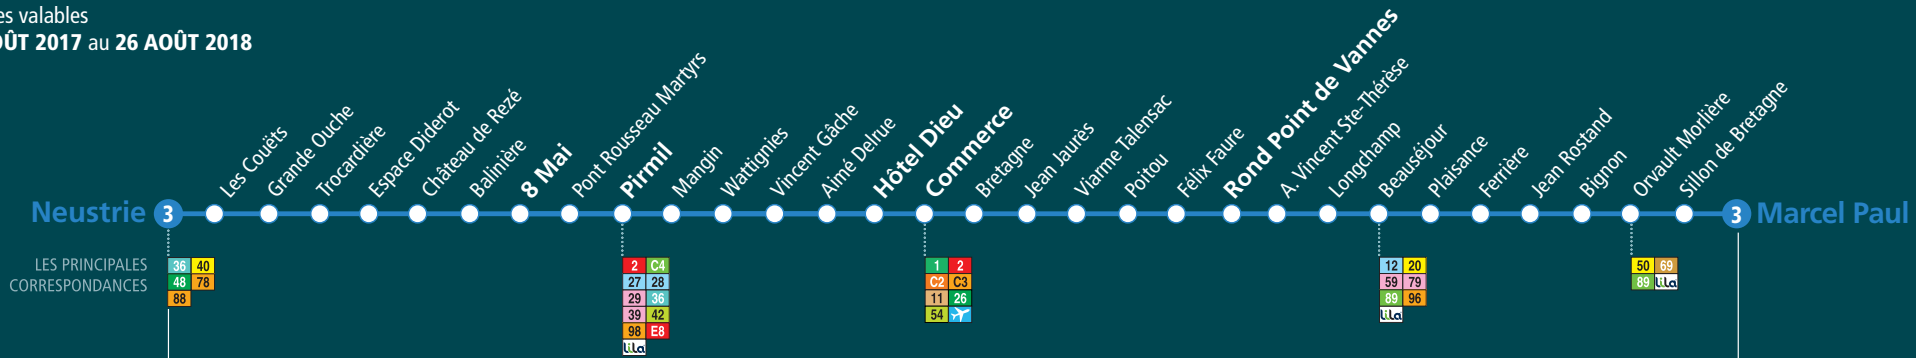 es valables
OÛT 2017 au 26 AOÛT 2018
Neustrie 3
Les Couëts
Grande Ouche
Trocardière
Espace Diderot
Château de Rezé
Balinière
8 Mai
Pont Rousseau Martyrs
Pirmil
Mangin
Wattignies
Vincent Gâche
Aimé Delrue
Hôtel Dieu
Commerce
Bretagne
Jean Jaurès
Viarme Talensac
Poitou
Félix Faure
Rond Point de Vannes
A. Vincent Ste-Thérèse
Longchamp
Beauséjour
Plaisance
Ferrière
Jean Rostand
Bignon
Orvault Morlière
Sillon de Bretagne
3 Marcel Paul
LES PRINCIPALES
CORRESPONDANCES
36 40
48 78
88
2 C4
27 28
29 36
39 42
98 E8
LiLa
1 2
C2 C3
11 26
54
12 20
59 79
89 96
LiLa
50 69
89 LiLa